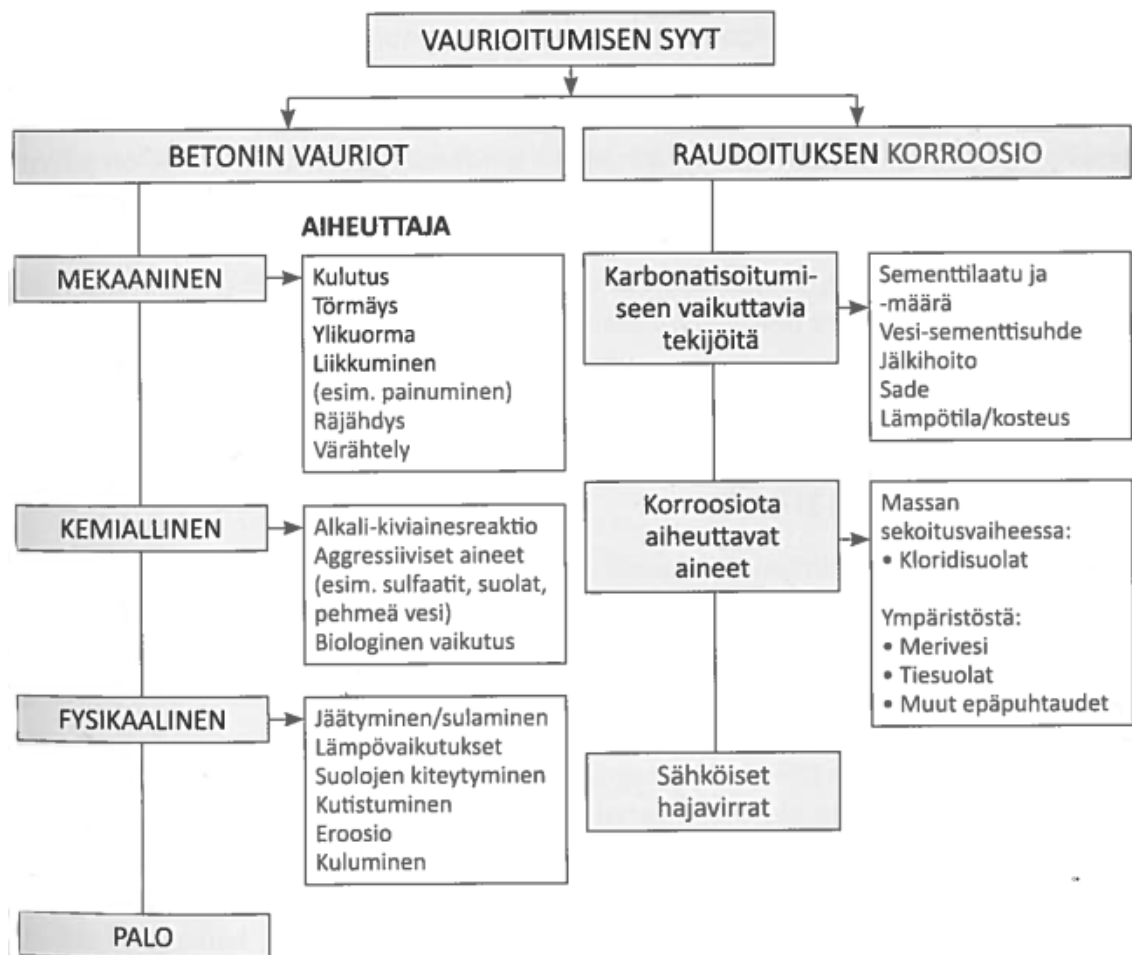 VAURIOITUMISEN SYYT
BETONIN VAURIOT
AIHEUTTAJA
MEKAANINEN
Kulutus
Törmäys
Ylikuorma
Liikkuminen
(esim. painuminen)
Räjähdys
Värähtely
KEMIALLINEN
Alkali-kiviainesreaktio
Aggressiiviset aineet
(esim. sulfaatit, suolat,
pehmeä vesi)
Biologinen vaikutus
FYSIKAALINEN
Jäätyminen/sulaminen
Lämpövaikutukset
Suolojen kiteytyminen
Kutistuminen
Eroosio
Kuluminen
PALO
RAUDOITUKSEN KORROOSIO
Karbonatisoitumi-
seen vaikuttavia
tekijöitä
Sementtilaatu ja
-määrä
Vesi-sementtisuhde
Jälkihoito
Sade
Lämpötila/kosteus
Korroosiota
aiheuttavat
aineet
Massan
sekoitusvaiheessa:
• Kloridisuolat
Ympäristöstä:
• Merivesi
• Tiesuolat
• Muut epäpuhtaudet
Sähköiset
hajavirrat